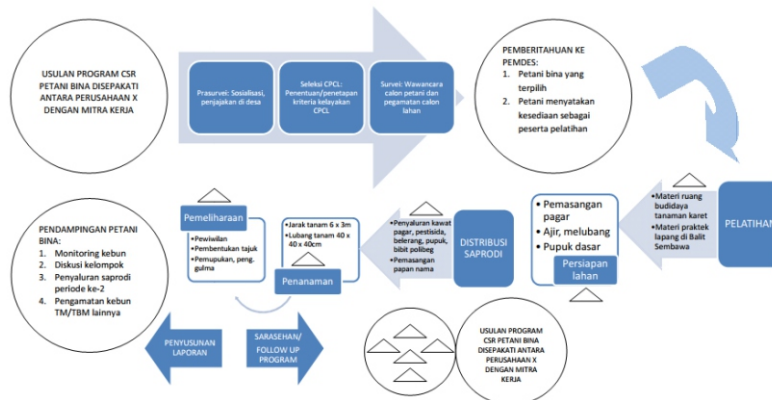 USULAN PROGRAM CSR
PETANI BINA DISEPAKATI
ANTARA PERUSAHAAN X
DENGAN MITRA KERJA
Prasurvei: Sosialisasi,
penjajakan di desa
Seleksi CPCL:
Penentuan/penetapan
kriteria kelayakan
CPCL
Survei: Wawancara
calon petani dan
pegamatan calon
lahan
PEMBERITAHUAN KE
PEMDES:
1. Petani bina yang
terpilih
2. Petani menyatakan
kesediaan sebagai
peserta pelatihan
PELATIHAN
•Materi ruang
budidaya
tanaman karet
•Materi praktek
lapang di Balit
Sembawa
• Pemasangan
pagar
• Ajir, melubang
• Pupuk dasar
Persiapan
lahan
DISTRIBUSI
SAPRODI
•Penyaluran kawat
pagar, pestisida,
belerang, pupuk,
bibit polibeg
•Pemasangan
papan nama
•Jarak tanam 6 x 3m
•Lubang tanam 40 x
40 x 40cm
Penanaman
Pemeliharaan
•Pewiwilan
•Pembentukan tajuk
•Pemupukan, peng.
gulma
PENDAMPINGAN PETANI
BINA:
1. Monitoring kebun
2. Diskusi kelompok
3. Penyaluran saprodi
periode ke-2
4. Pengamatan kebun
TM/TBM lainnya
PENYUSUNAN
LAPORAN
SARASEHAN/
FOLLOW UP
PROGRAM
USULAN PROGRAM
CSR PETANI BINA
DISEPAKATI ANTARA
PERUSAHAAN X
DENGAN MITRA
KERJA